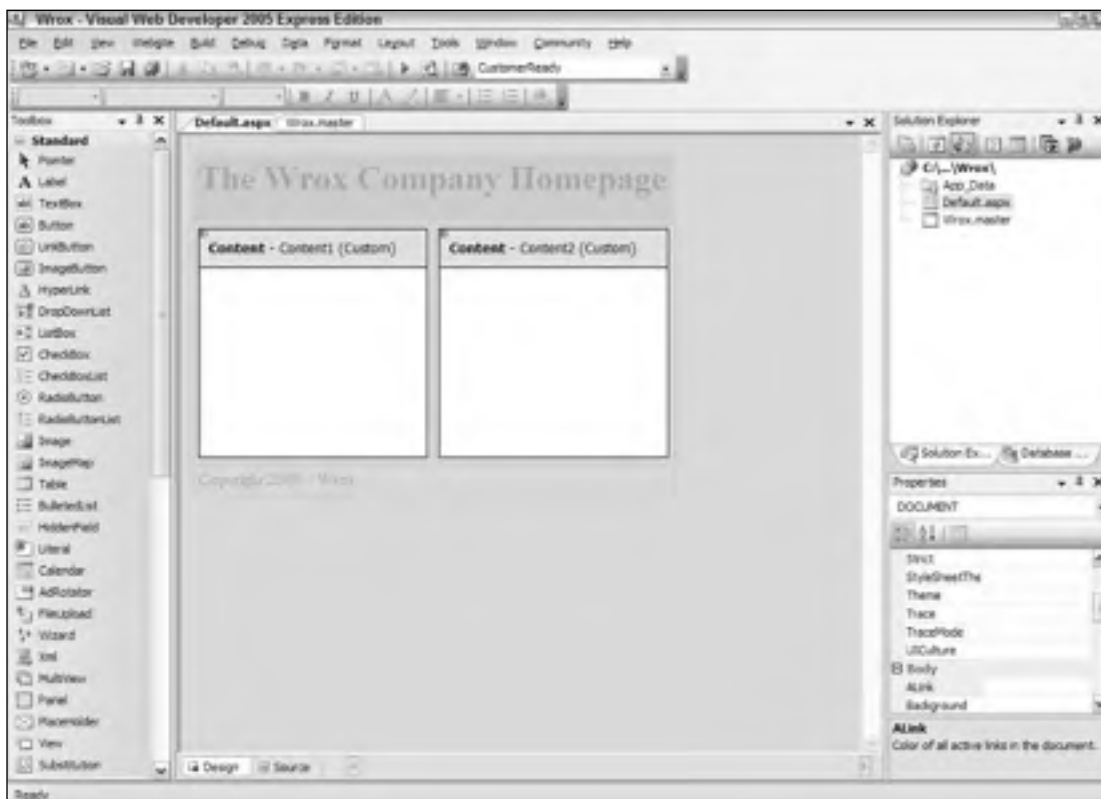 Wrox - Visual Web Developer 2005 Express Edition
File Edit View Website Build Debug Data Format Layout Tools Window Community Help
CustomerReady
Toolbox
Standard
Pointer
Label
TextBox
Button
LinkButton
ImageButton
HyperLink
DropDownList
ListBox
CheckBox
CheckBoxList
RadioButton
RadioButtonList
Image
ImageMap
Table
BulletedList
HiddenField
Literal
Calendar
AdRotator
FileUpload
Wizard
Xml
MultiView
Panel
PlaceHolder
View
Substitution
Default.aspx Wrox.master
The Wrox Company Homepage
Content - Content1 (Custom)
Content - Content2 (Custom)
Copyright 2005 - Wrox
Design Source
Solution Explorer
C:\...\Wrox\
App_Data
Default.aspx
Wrox.master
Solution Ex... Database ...
Properties
DOCUMENT
Strict
StyleSheetThe
Theme
Trace
TraceMode
UICulture
Body
ALink
Background
ALink
Color of all active links in the document.
Ready